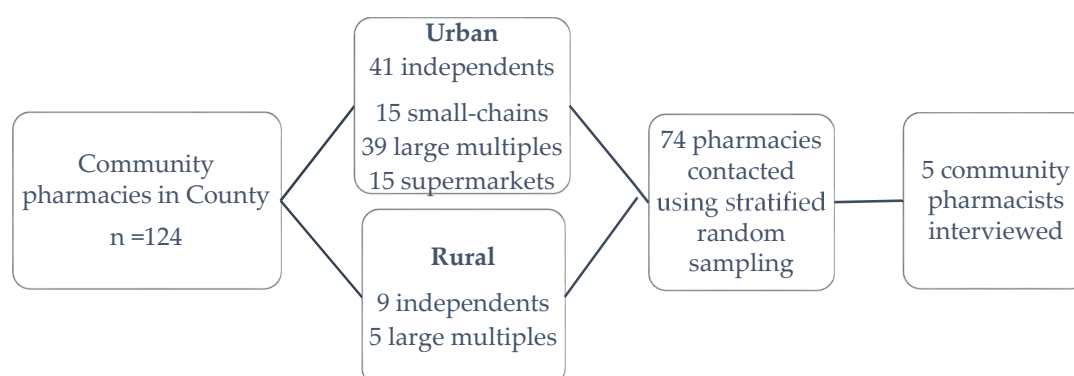 Community
pharmacies in County
n =124
Urban
41 independents
15 small-chains
39 large multiples
15 supermarkets
Rural
9 independents
5 large multiples
74 pharmacies
contacted
using stratified
random
sampling
5 community
pharmacists
interviewed